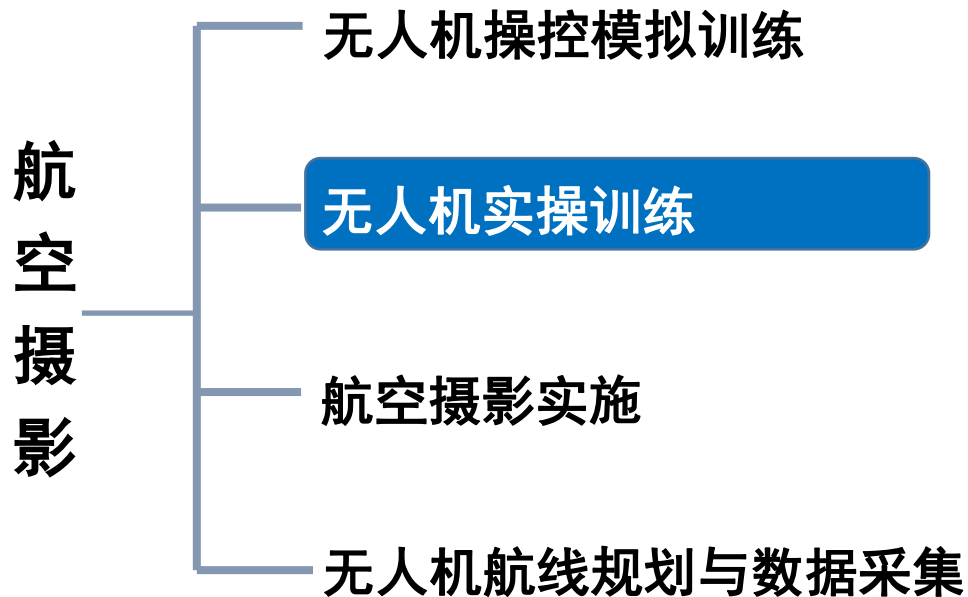 航空摄影
无人机操控模拟训练
无人机实操训练
航空摄影实施
无人机航线规划与数据采集